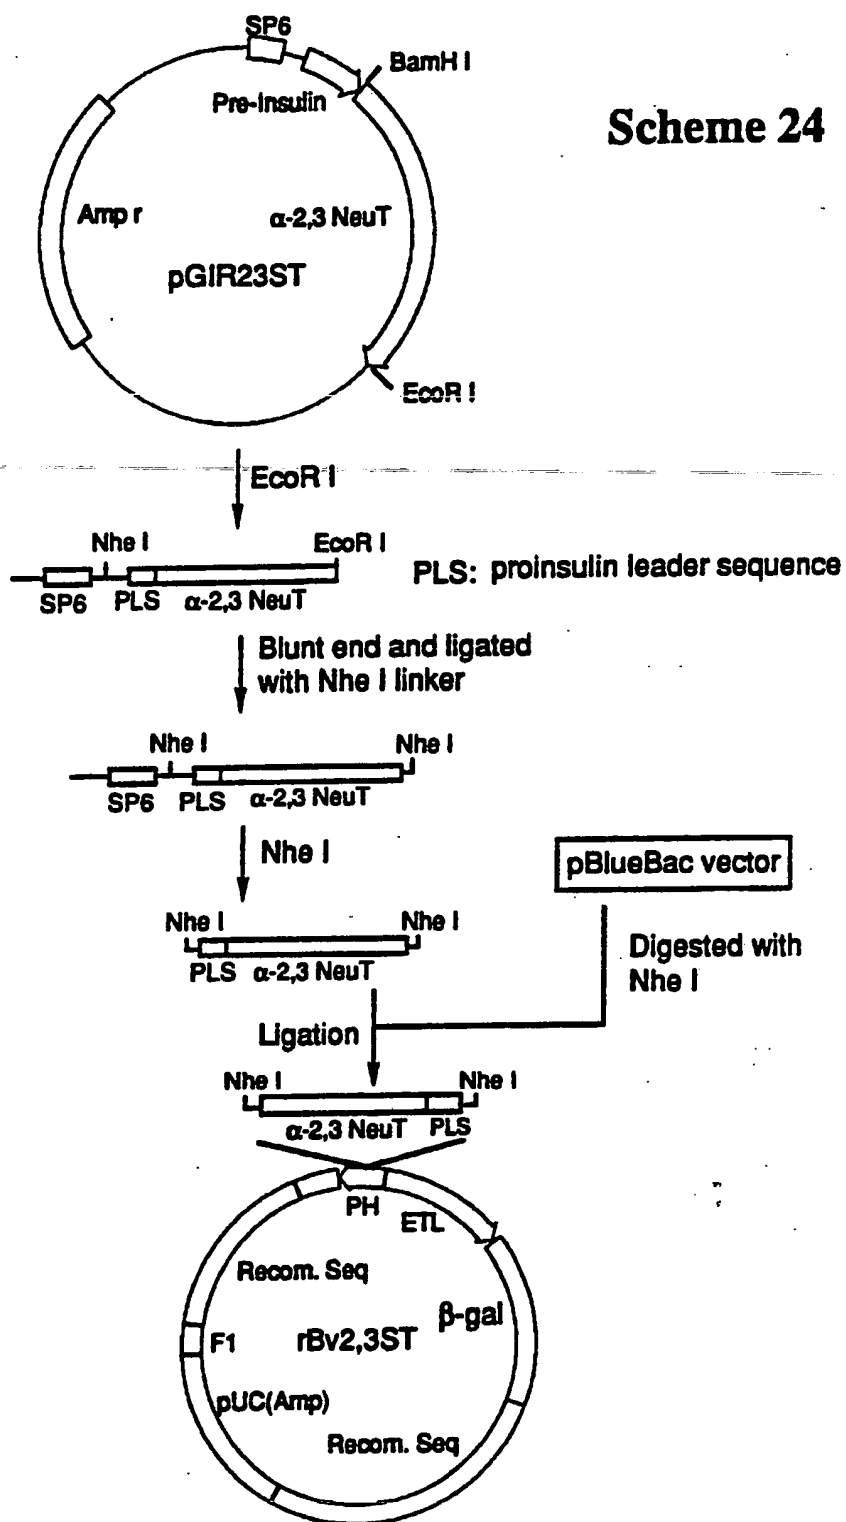 SP6
BamH I
Pre-Insulin
Scheme 24
Amp r
α-2,3 NeuT
pGIR23ST
EcoR I
EcoR I
Nhe I
EcoR I
PLS: proinsulin leader sequence
SP6 PLS α-2,3 NeuT
Blunt end and ligated
with Nhe I linker
Nhe I
Nhe I
SP6 PLS α-2,3 NeuT
Nhe I
pBlueBac vector
Nhe I
Nhe I
PLS α-2,3 NeuT
Digested with
Nhe I
Ligation
Nhe I
Nhe I
α-2,3 NeuT PLS
PH
ETL
Recom. Seq
β-gal
F1
rBv2,3ST
pUC(Amp)
Recom. Seq